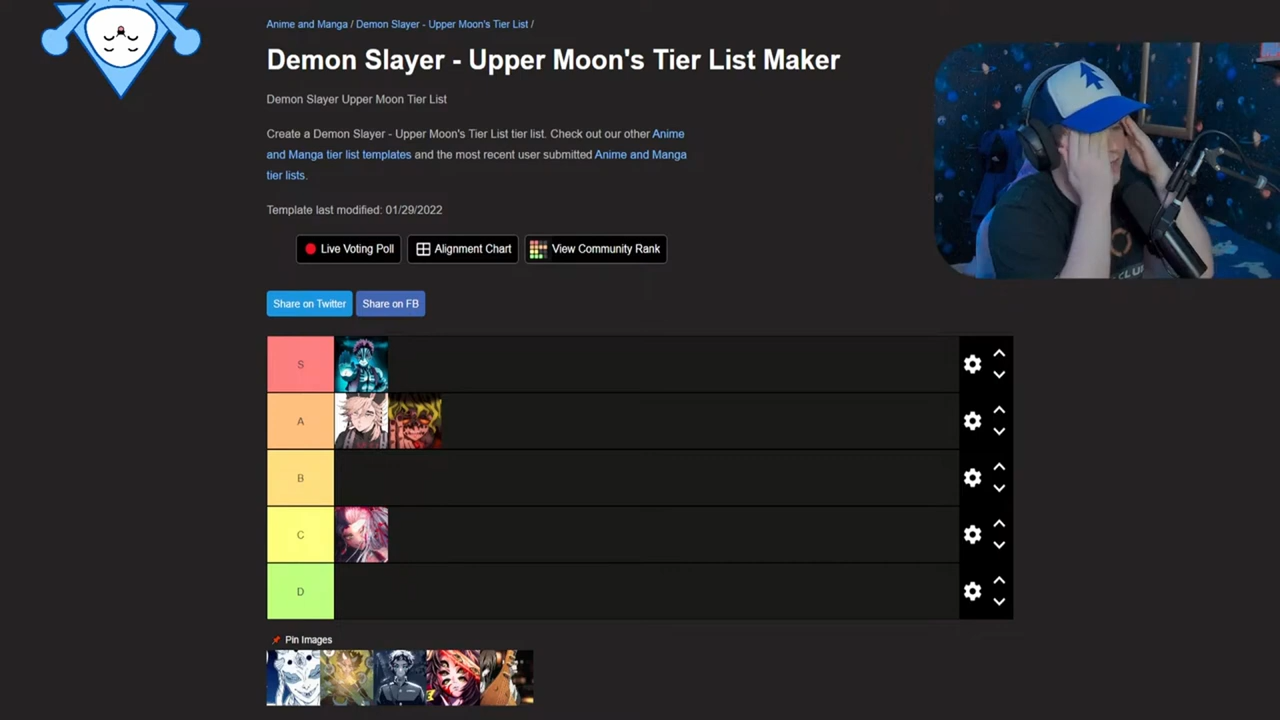 Anime and Manga / Demon Slayer - Upper Moon's Tier List /
Demon Slayer - Upper Moon's Tier List Maker
Demon Slayer Upper Moon Tier List
Create a Demon Slayer - Upper Moon's Tier List tier list. Check out our other Anime
and Manga tier list templates and the most recent user submitted Anime and Manga
tier lists.
Template last modified: 01/29/2022
Live Voting Poll
Alignment Chart
View Community Rank
Share on Twitter
Share on FB
S
A
B
C
D
Pin Images